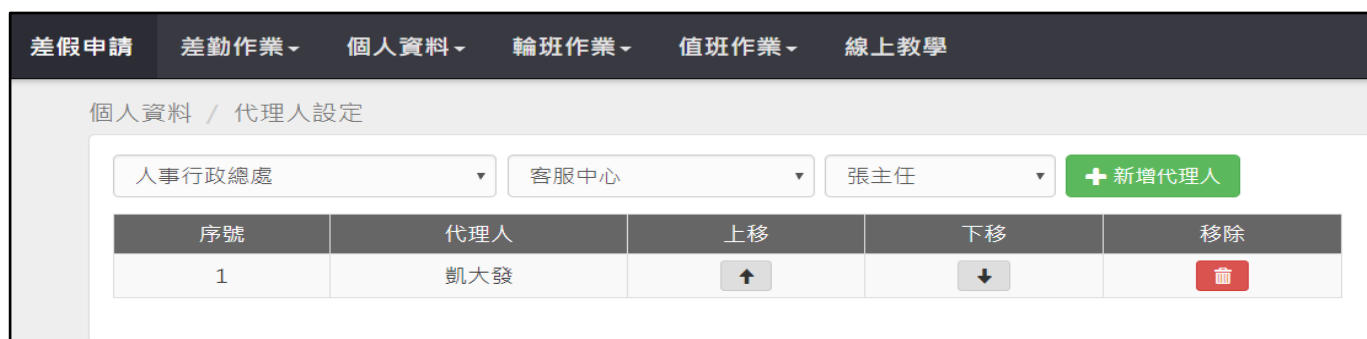 差假申請 差勤作業 個人資料 輪班作業 值班作業 線上教學
個人資料 / 代理人設定
人事行政總處 客服中心 張主任 新增代理人
序號 代理人 上移 下移 移除
1 凱大發